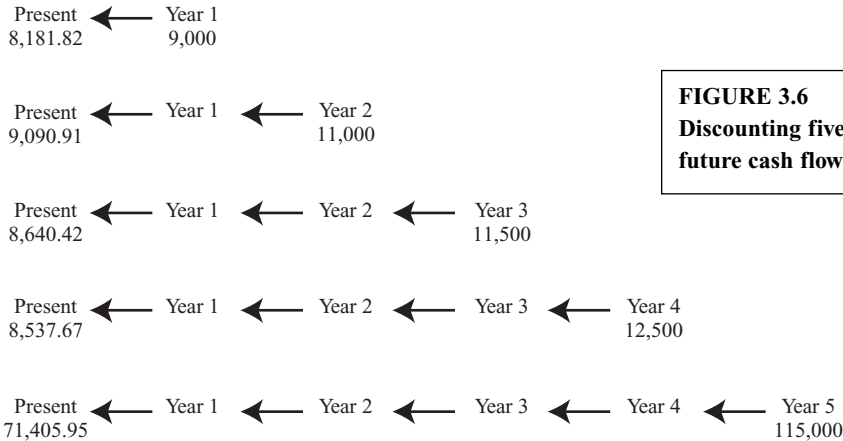 Present Year 1
8,181.82 9,000
Present Year 1 Year 2
9,090.91 11,000
FIGURE 3.6
Discounting five
future cash flow
Present Year 1 Year 2 Year 3
8,640.42 11,500
Present Year 1 Year 2 Year 3 Year 4
8,537.67 12,500
Present Year 1 Year 2 Year 3 Year 4 Year 5
71,405.95 115,000